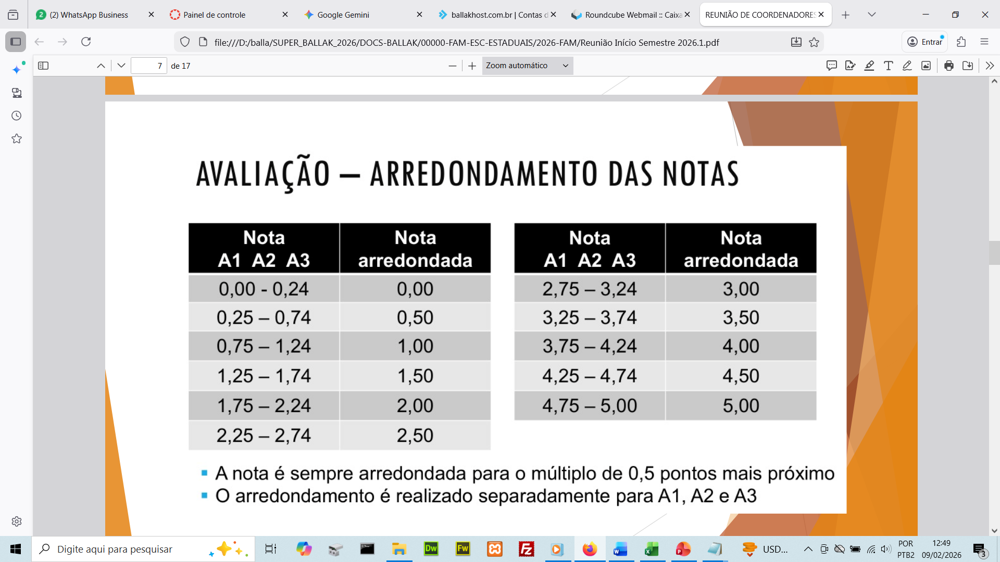 (2) WhatsApp Business
Painel de controle
Google Gemini
ballakhost.com.br | Contas d
Roundcube Webmail :: Caixa
REUNIÃO DE COORDENADORES
file:///D:/balla/SUPER_BALLAK_2026/DOCS-BALLAK/00000-FAM-ESC-ESTADUAIS/2026-FAM/Reunião Início Semestre 2026.1.pdf
Entrar
7 de 17
Zoom automático
AVALIAÇÃO – ARREDONDAMENTO DAS NOTAS
Nota A1 A2 A3 Nota arredondada
0,00 - 0,24 0,00
0,25 – 0,74 0,50
0,75 – 1,24 1,00
1,25 – 1,74 1,50
1,75 – 2,24 2,00
2,25 – 2,74 2,50
Nota A1 A2 A3 Nota arredondada
2,75 – 3,24 3,00
3,25 – 3,74 3,50
3,75 – 4,24 4,00
4,25 – 4,74 4,50
4,75 – 5,00 5,00
▪ A nota é sempre arredondada para o múltiplo de 0,5 pontos mais próximo
▪ O arredondamento é realizado separadamente para A1, A2 e A3
Digite aqui para pesquisar
Dw
Fw
Fz
USD...
POR
PTB2
12:49
09/02/2026
3